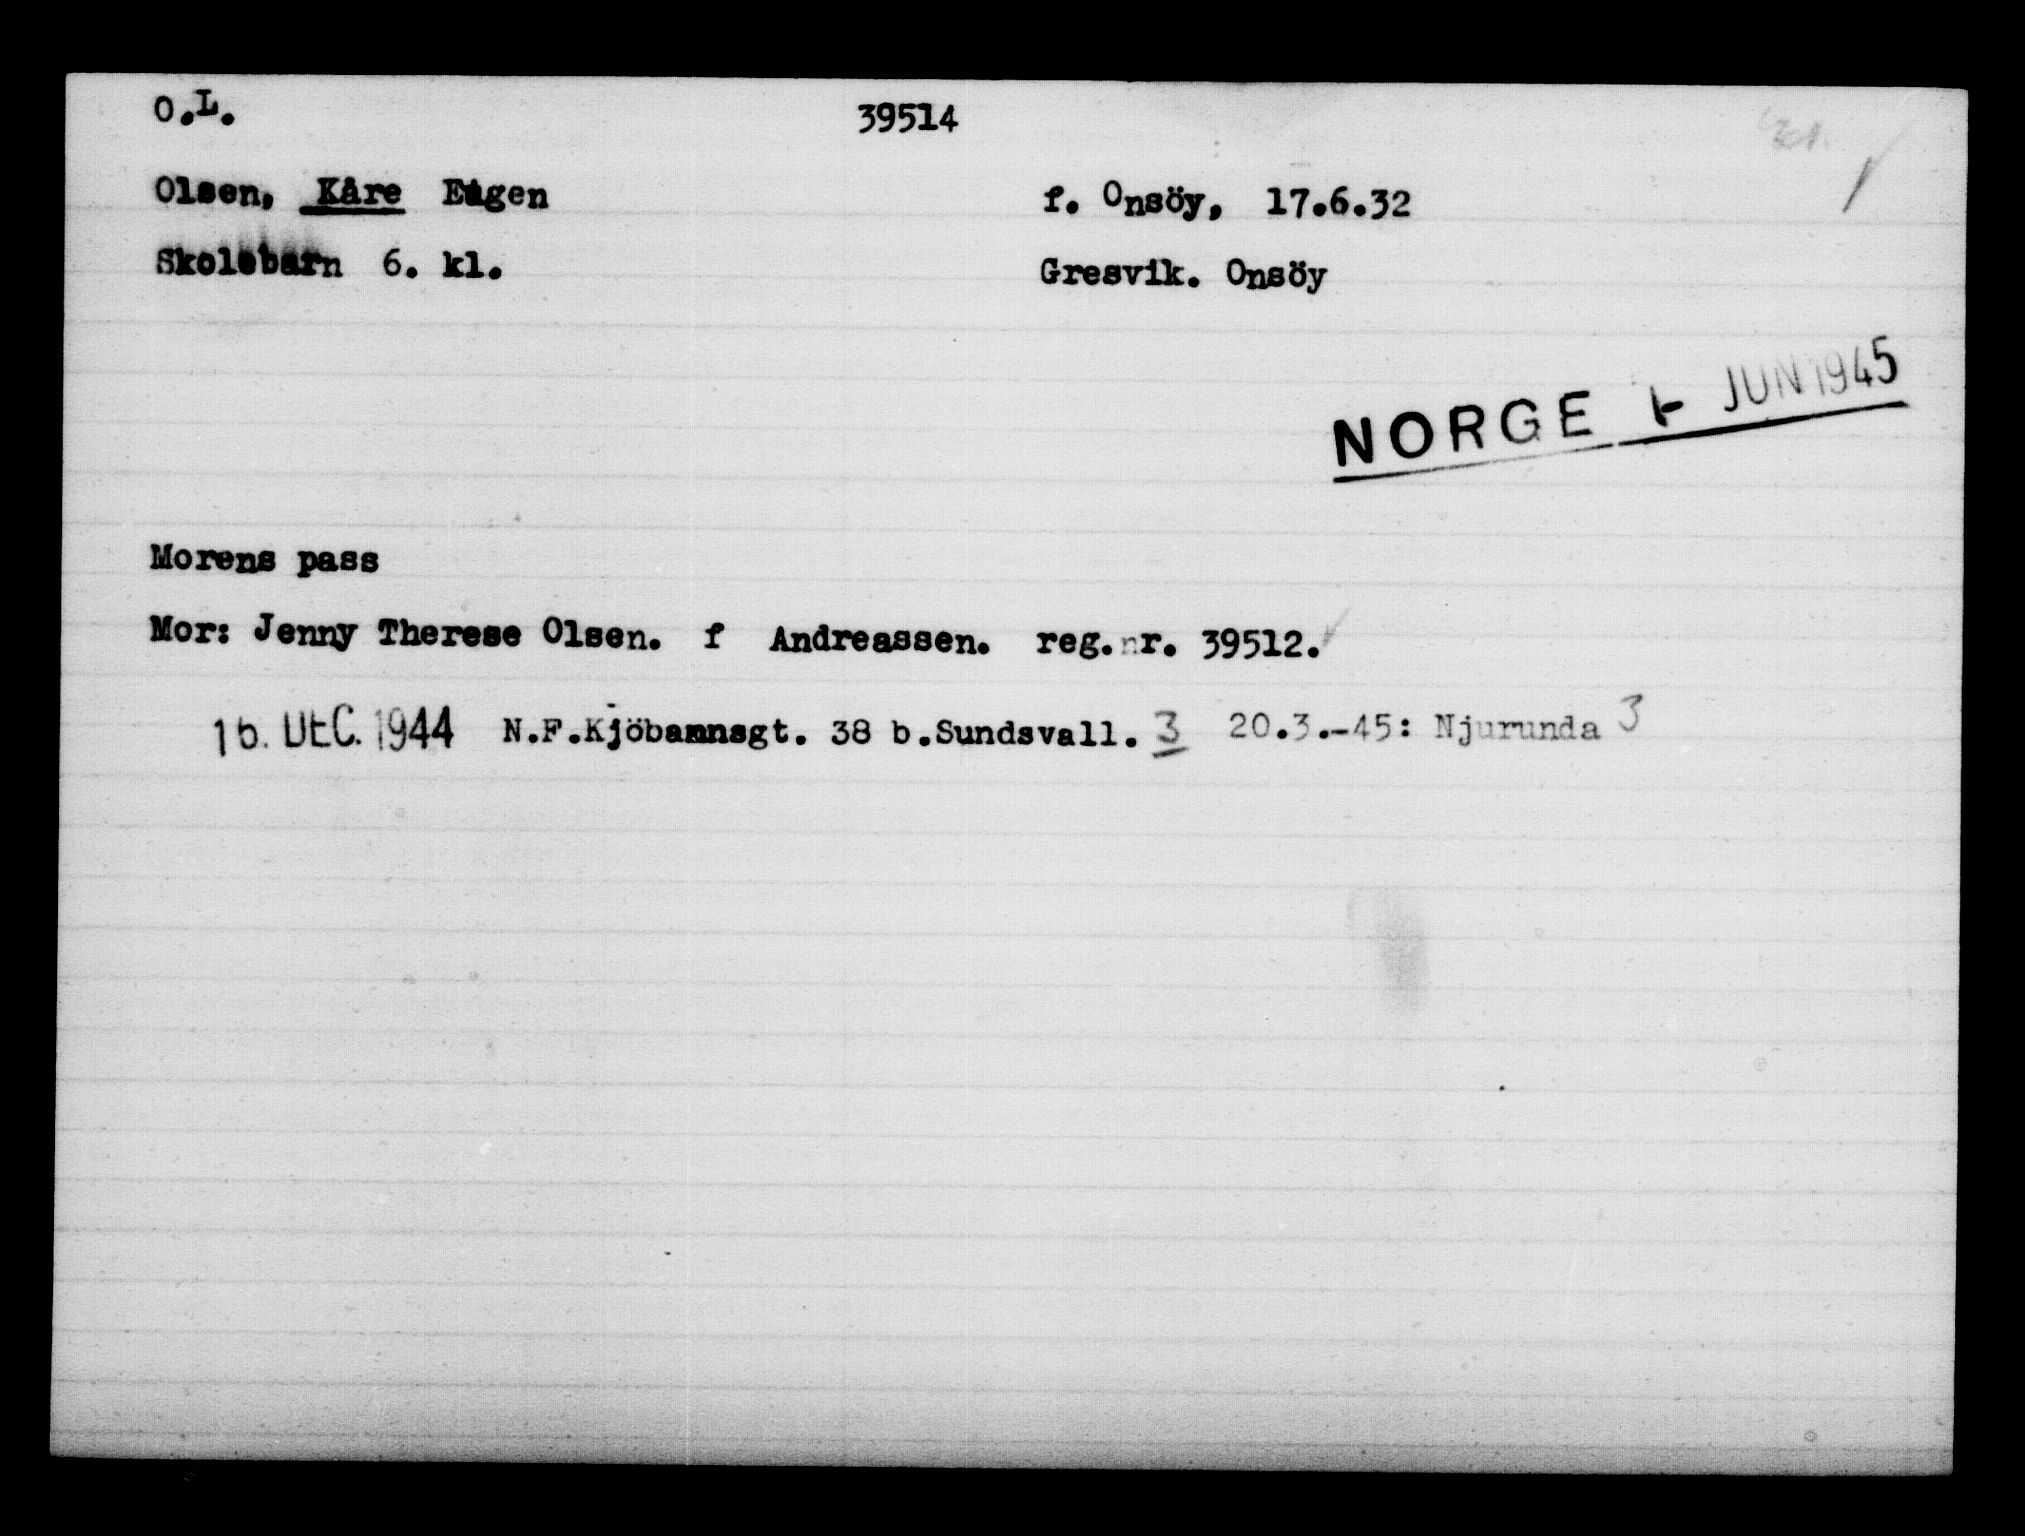 O.L. 39514
Olsen, Kåre Eugen f. Onsöy, 17.6.32
Skolebarn 6. kl. Gresvik. Onsöy
NORGE 1- JUN 1945
Morens pass
Mor: Jenny Therese Olsen. f Andreassen. reg.nr. 39512.
16. DEC. 1944 N.F.Kjöbmannsgt. 38 b.Sundsvall. 3 20.3.-45: Njurunda 3